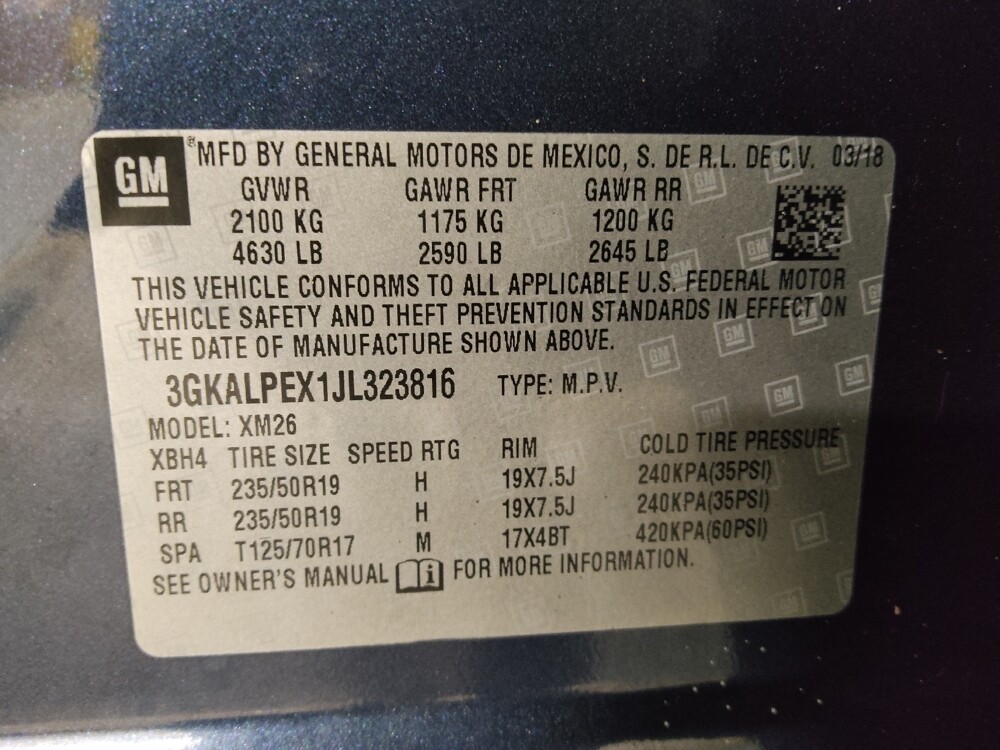 GM ® MFD BY GENERAL MOTORS DE MEXICO, S. DE R.L. DE C.V. 03/18
GVWR GAWR FRT GAWR RR
2100 KG 1175 KG 1200 KG
4630 LB 2590 LB 2645 LB
THIS VEHICLE CONFORMS TO ALL APPLICABLE U.S. FEDERAL MOTOR
VEHICLE SAFETY AND THEFT PREVENTION STANDARDS IN EFFECT ON
THE DATE OF MANUFACTURE SHOWN ABOVE.
3GKALPEX1JL323816 TYPE: M.P.V.
MODEL: XM26
XBH4 TIRE SIZE SPEED RTG RIM COLD TIRE PRESSURE
FRT 235/50R19 H 19X7.5J 240KPA(35PSI)
RR 235/50R19 H 19X7.5J 240KPA(35PSI)
SPA T125/70R17 M 17X4BT 420KPA(60PSI)
SEE OWNER'S MANUAL i FOR MORE INFORMATION.